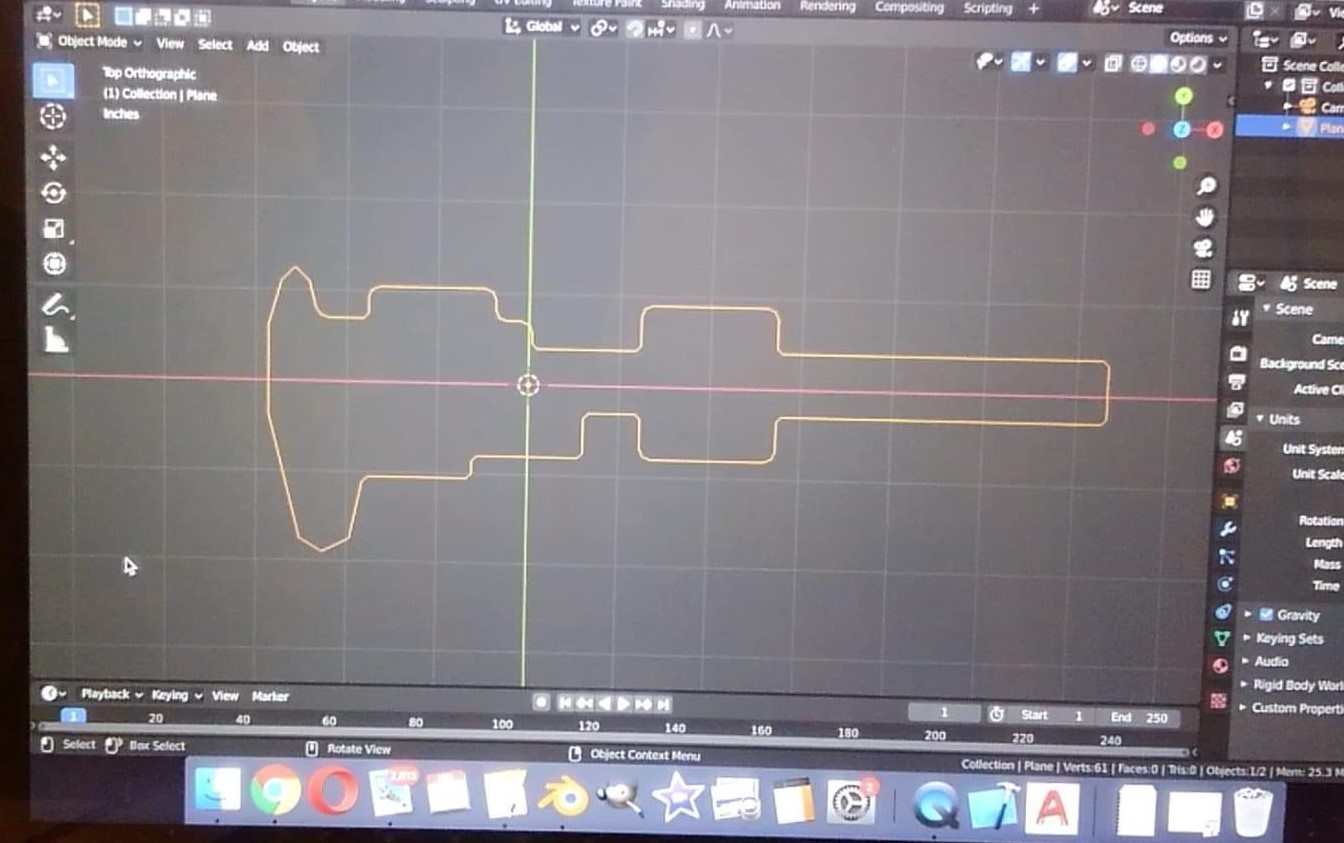 UV Editing Texture Paint Shading Animation Rendering Compositing Scripting +
Scene
Global
Options
Object Mode View Select Add Object
Top Orthographic
(1) Collection | Plane
Inches
Y
Z
X
Scene Colle
Coll
Cam
Plan
Scene
Scene
Came
Background Sce
Active Cl
Units
Unit System
Unit Scale
Rotation
Length
Mass
Time
Gravity
Keying Sets
Audio
Rigid Body Worl
Custom Properti
Playback Keying View Marker
1 Start 1 End 250
1 20 40 60 80 100 120 140 160 180 200 220 240
Select Box Select Rotate View Object Context Menu
Collection | Plane | Verts:61 | Faces:0 | Tris:0 | Objects:1/2 | Mem: 25.3 M